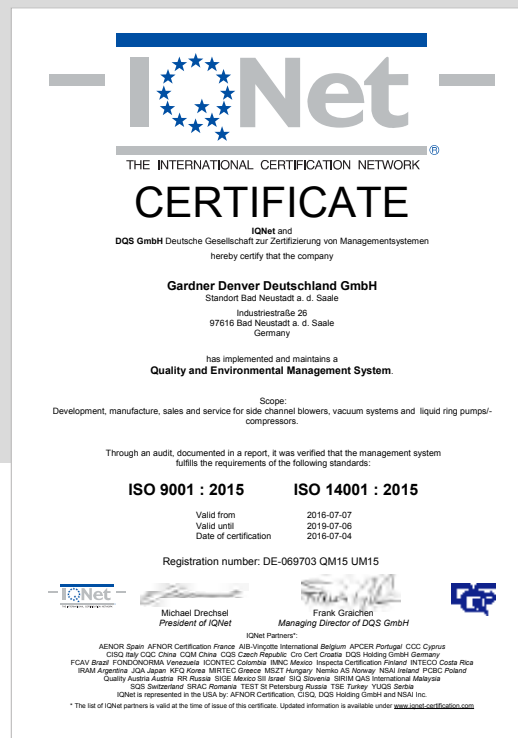 IQNet
®
THE INTERNATIONAL CERTIFICATION NETWORK
CERTIFICATE
IQNet and
DQS GmbH Deutsche Gesellschaft zur Zertifizierung von Managementsystemen
hereby certify that the company
Gardner Denver Deutschland GmbH
Standort Bad Neustadt a. d. Saale
Industriestraße 26
97616 Bad Neustadt a. d. Saale
Germany
has implemented and maintains a
Quality and Environmental Management System.
Scope:
Development, manufacture, sales and service for side channel blowers, vacuum systems and liquid ring pumps/-
compressors.
Through an audit, documented in a report, it was verified that the management system
fulfills the requirements of the following standards:
ISO 9001 : 2015 ISO 14001 : 2015
Valid from 2016-07-07
Valid until 2019-07-06
Date of certification 2016-07-04
Registration number: DE-069703 QM15 UM15
IQNet
DQS
Michael Drechsel Frank Graichen
President of IQNet Managing Director of DQS GmbH
IQNet Partners*:
AENOR Spain AFNOR Certification France AIB-Vinçotte International Belgium APCER Portugal CCC Cyprus
CISQ Italy CQC China CQM China CQS Czech Republic Cro Cert Croatia DQS Holding GmbH Germany
FCAV Brazil FONDONORMA Venezuela ICONTEC Colombia IMNC Mexico Inspecta Certification Finland INTECO Costa Rica
IRAM Argentina JQA Japan KFQ Korea MIRTEC Greece MSZT Hungary Nemko AS Norway NSAI Ireland PCBC Poland
Quality Austria Austria RR Russia SIGE Mexico SII Israel SIQ Slovenia SIRIM QAS International Malaysia
SQS Switzerland SRAC Romania TEST St Petersburg Russia TSE Turkey YUQS Serbia
IQNet is represented in the USA by: AFNOR Certification, CISQ, DQS Holding GmbH and NSAI Inc.
* The list of IQNet partners is valid at the time of issue of this certificate. Updated information is available under www.iqnet-certification.com